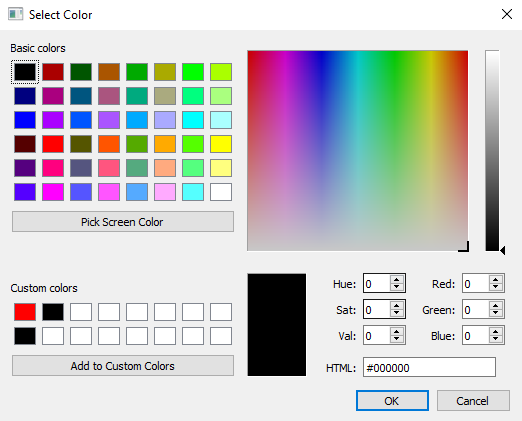 Select Color
Basic colors
Pick Screen Color
Custom colors
Add to Custom Colors
Hue: 0 Red: 0
Sat: 0 Green: 0
Val: 0 Blue: 0
HTML: #000000
OK Cancel